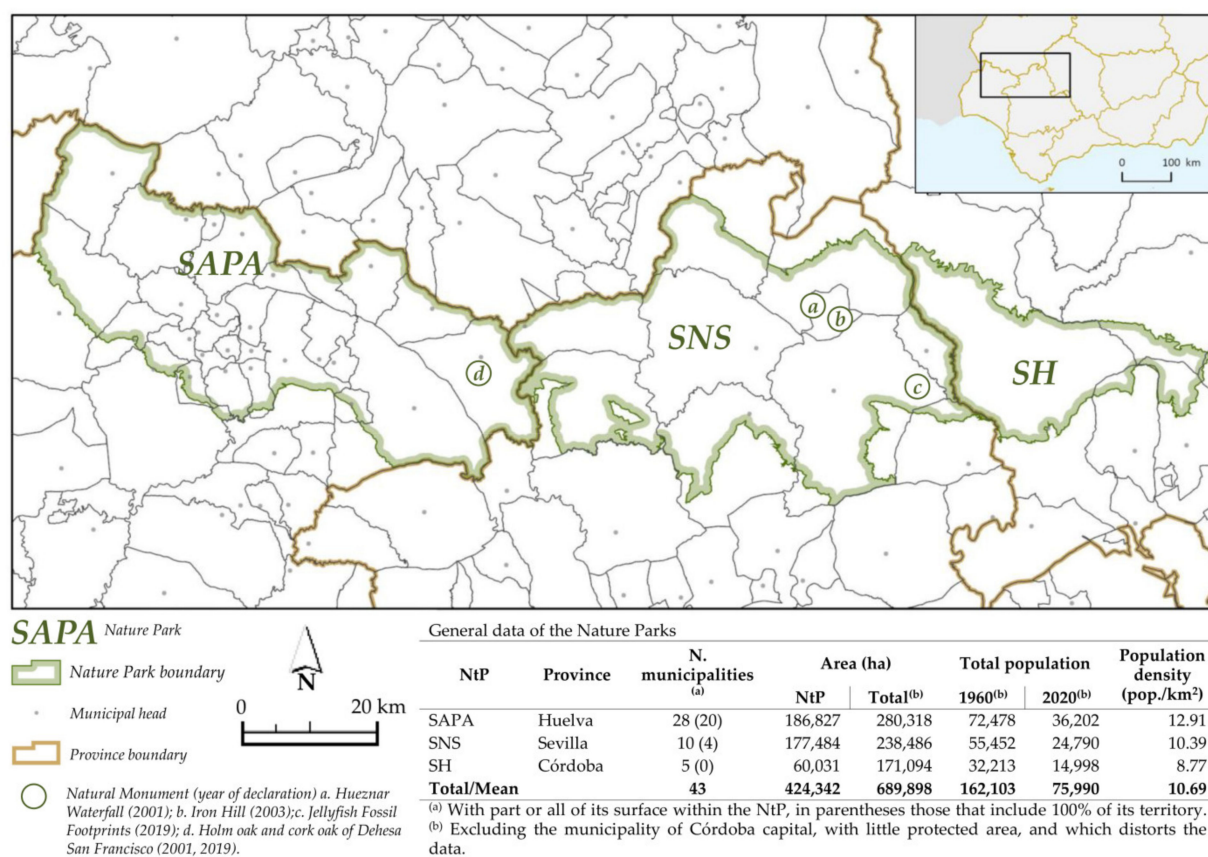 0 100 km
SAPA
SNS
SH
a
b
c
d
SAPA Nature Park
Nature Park boundary
Municipal head
Province boundary
Natural Monument (year of declaration) a. Hueznar
Waterfall (2001); b. Iron Hill (2003);c. Jellyfish Fossil
Footprints (2019); d. Holm oak and cork oak of Dehesa
San Francisco (2001, 2019).
N
0 20 km
General data of the Nature Parks
NtP Province N. municipalities (a) Area (ha) Total population Population density (pop./km²)
NtP Total(b) 1960(b) 2020(b)
SAPA Huelva 28 (20) 186,827 280,318 72,478 36,202 12.91
SNS Sevilla 10 (4) 177,484 238,486 55,452 24,790 10.39
SH Córdoba 5 (0) 60,031 171,094 32,213 14,998 8.77
Total/Mean 43 424,342 689,898 162,103 75,990 10.69
(a) With part or all of its surface within the NtP, in parentheses those that include 100% of its territory.
(b) Excluding the municipality of Córdoba capital, with little protected area, and which distorts the
data.